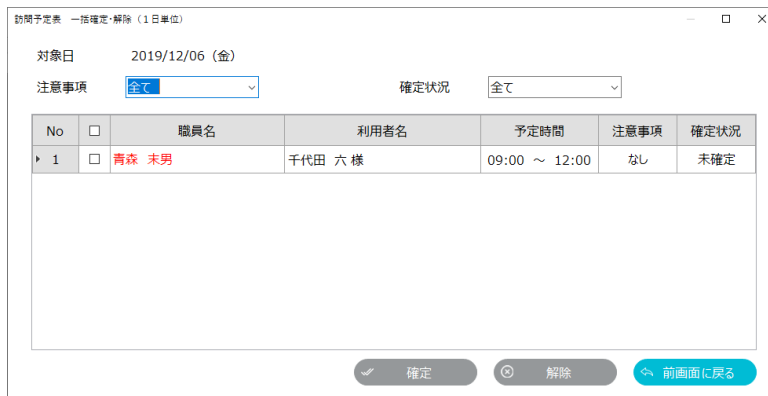 訪問予定表　一括確定・解除（１日単位）
対象日　2019/12/06（金）
注意事項　全て　確定状況　全て
No　職員名　利用者名　予定時間　注意事項　確定状況
1　青森　末男　千代田 六 様　09:00 ～ 12:00　なし　未確定
確定　解除　前画面に戻る